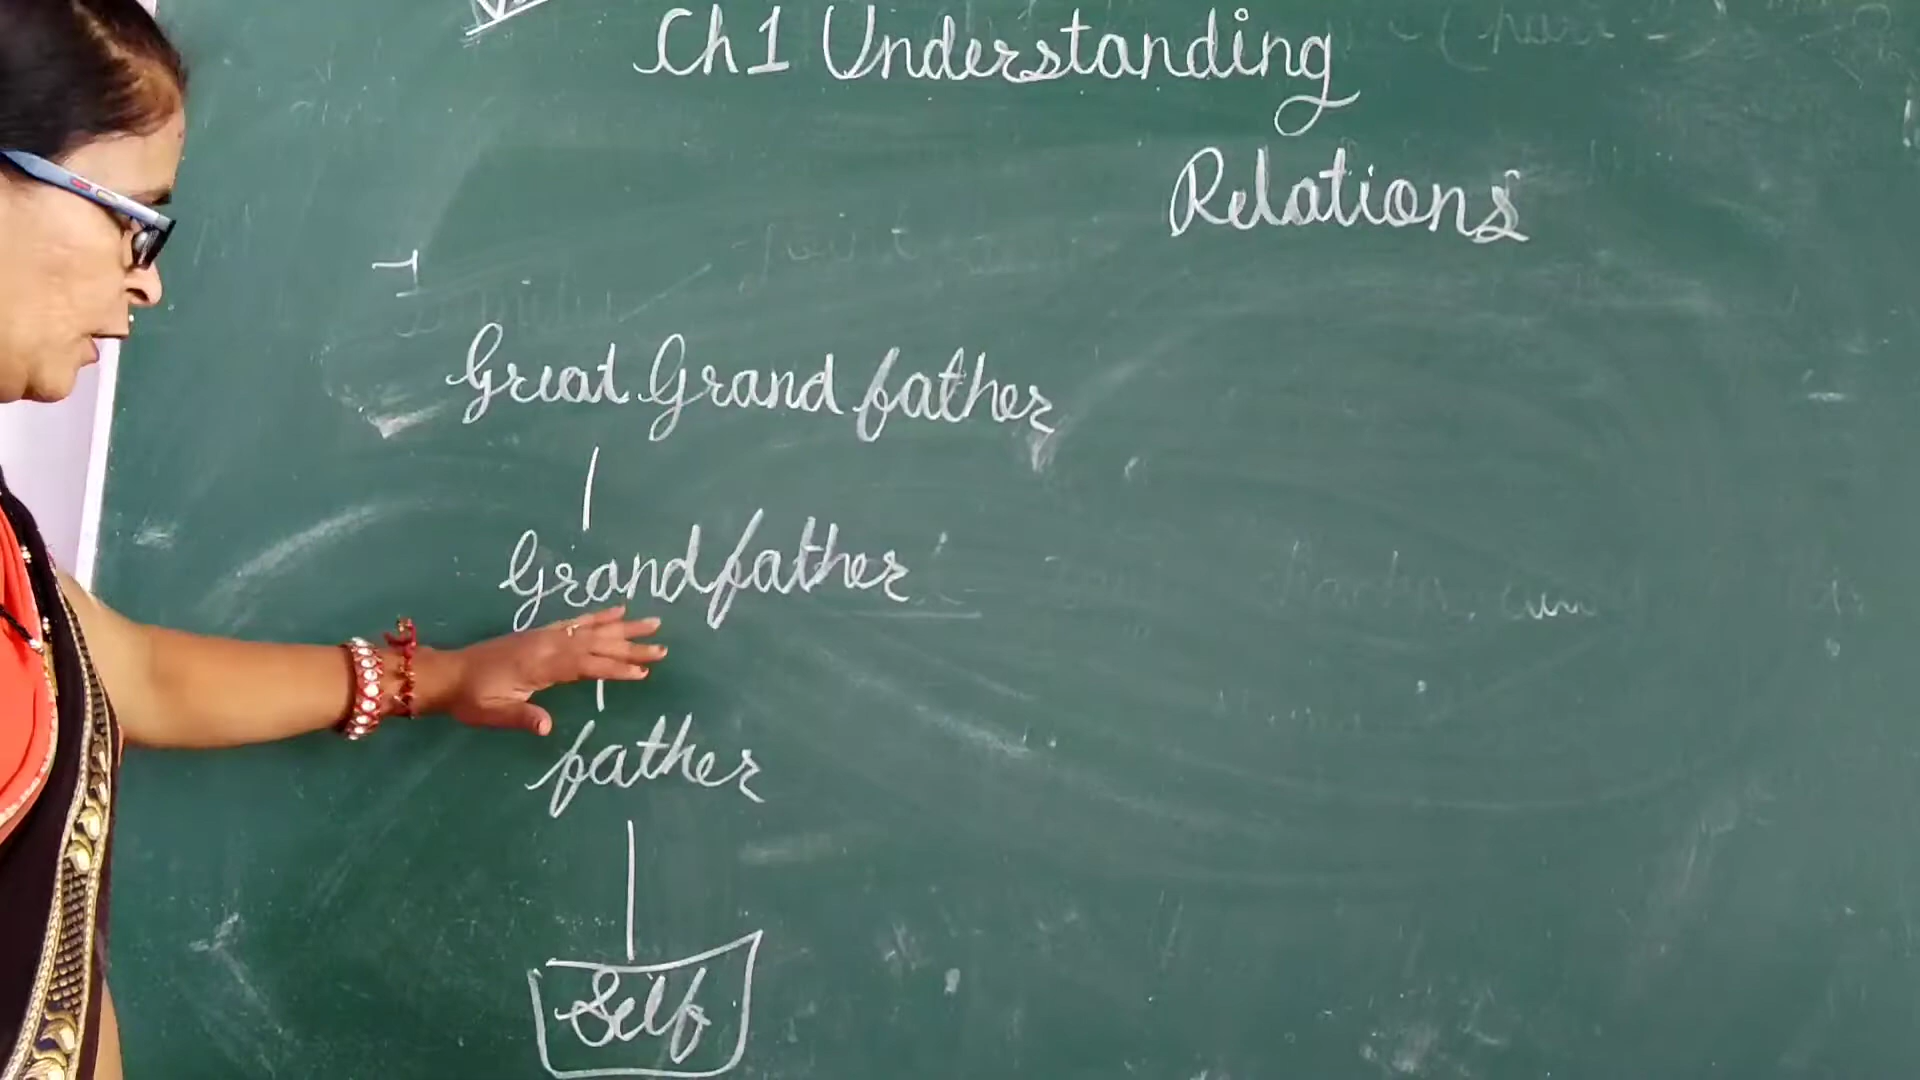 Ch1 Understanding
Relations
Great Grand father
Grandfather
father
Self